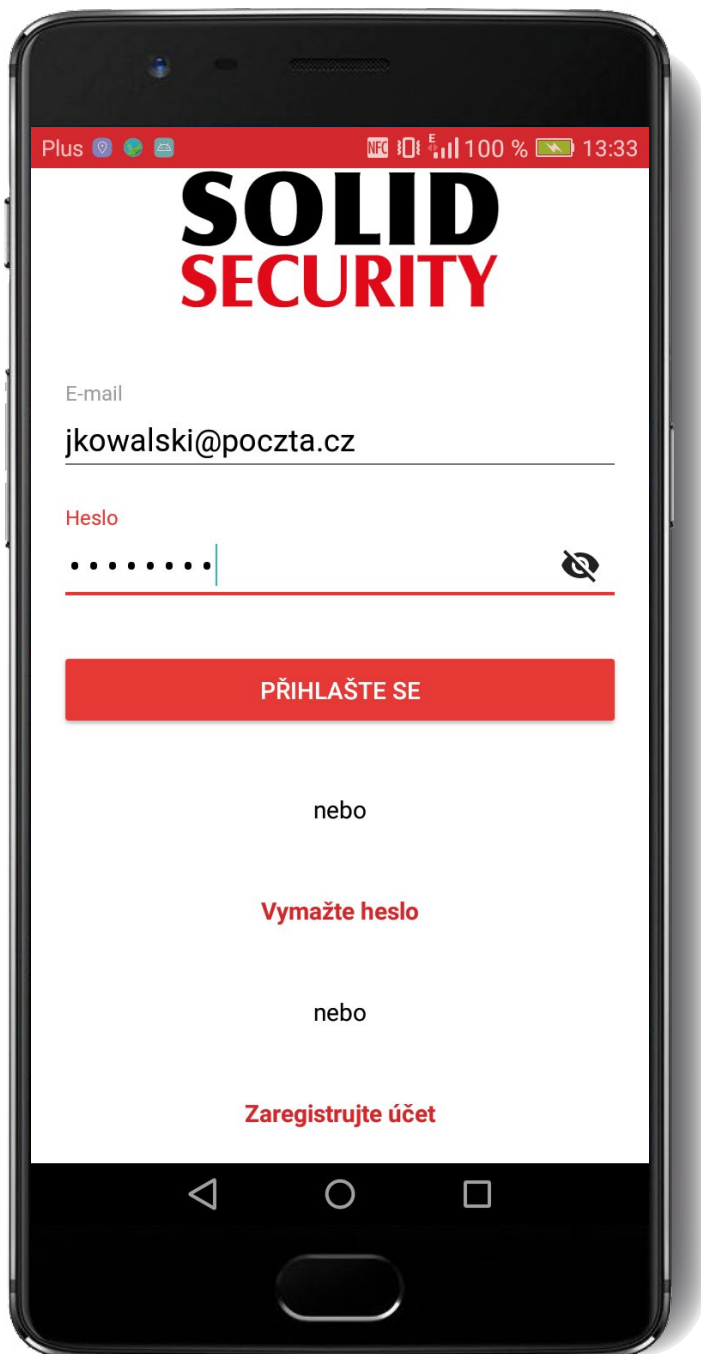 Plus NFC E 100 % 13:33
SOLID
SECURITY
E-mail
jkowalski@poczta.cz
Heslo
••••••••
PŘIHLAŠTE SE
nebo
Vymažte heslo
nebo
Zaregistrujte účet